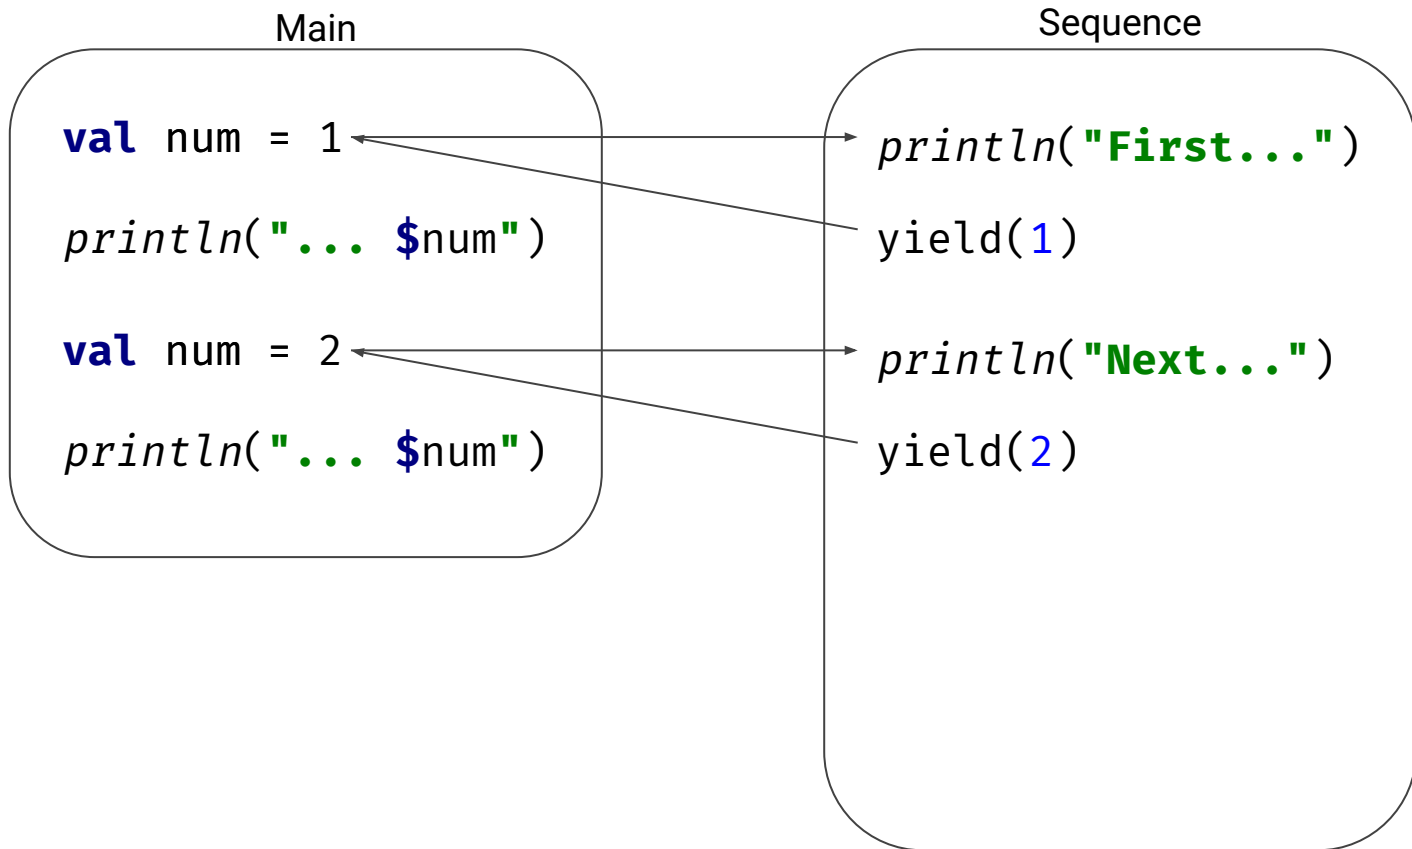 Main
val num = 1
println("... $num")
val num = 2
println("... $num")
Sequence
println("First...")
yield(1)
println("Next...")
yield(2)